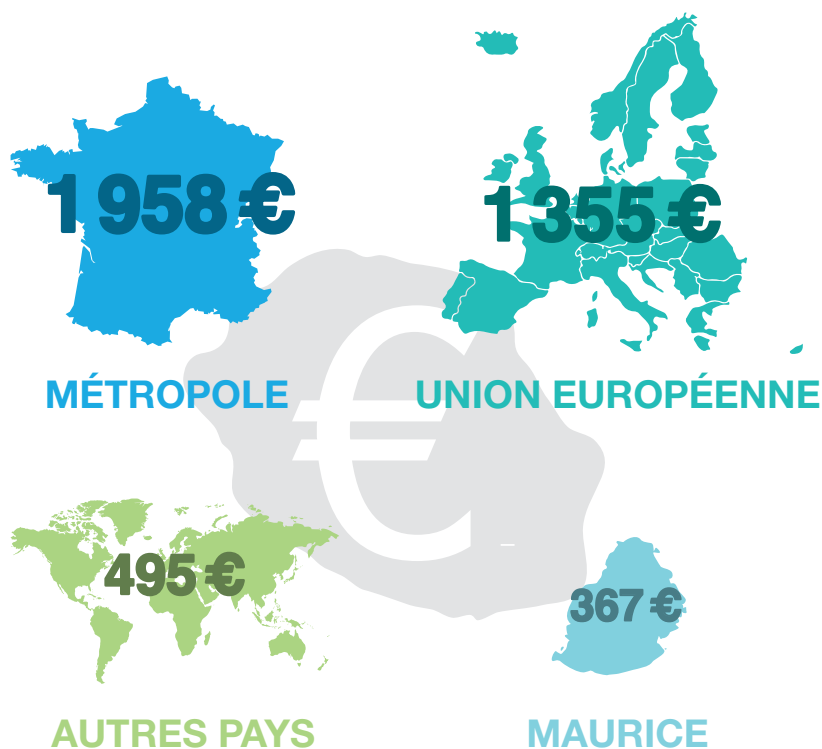 1 958 €
1 355 €
MÉTROPOLE
UNION EUROPÉENNE
€
495 €
367 €
AUTRES PAYS
MAURICE